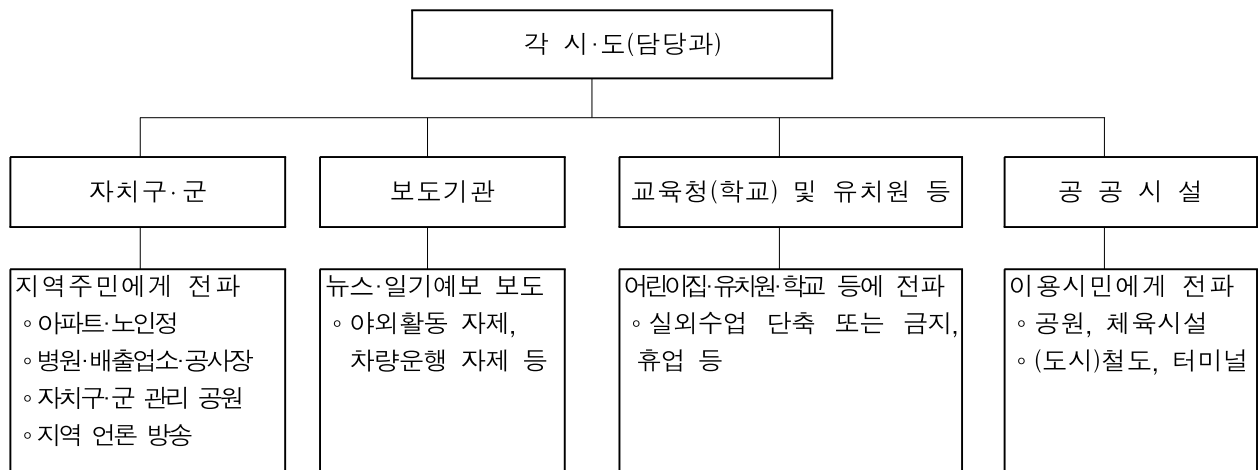 각 시·도(담당과)
자치구·군
보도기관
교육청(학교) 및 유치원 등
공 공 시 설
지역주민에게 전파
◦아파트·노인정
◦병원·배출업소·공사장
◦자치구·군 관리 공원
◦지역 언론 방송
뉴스·일기예보 보도
◦야외활동 자제,
차량운행 자제 등
어린이집·유치원·학교 등에 전파
◦실외수업 단축 또는 금지,
휴업 등
이용시민에게 전파
◦공원, 체육시설
◦(도시)철도, 터미널